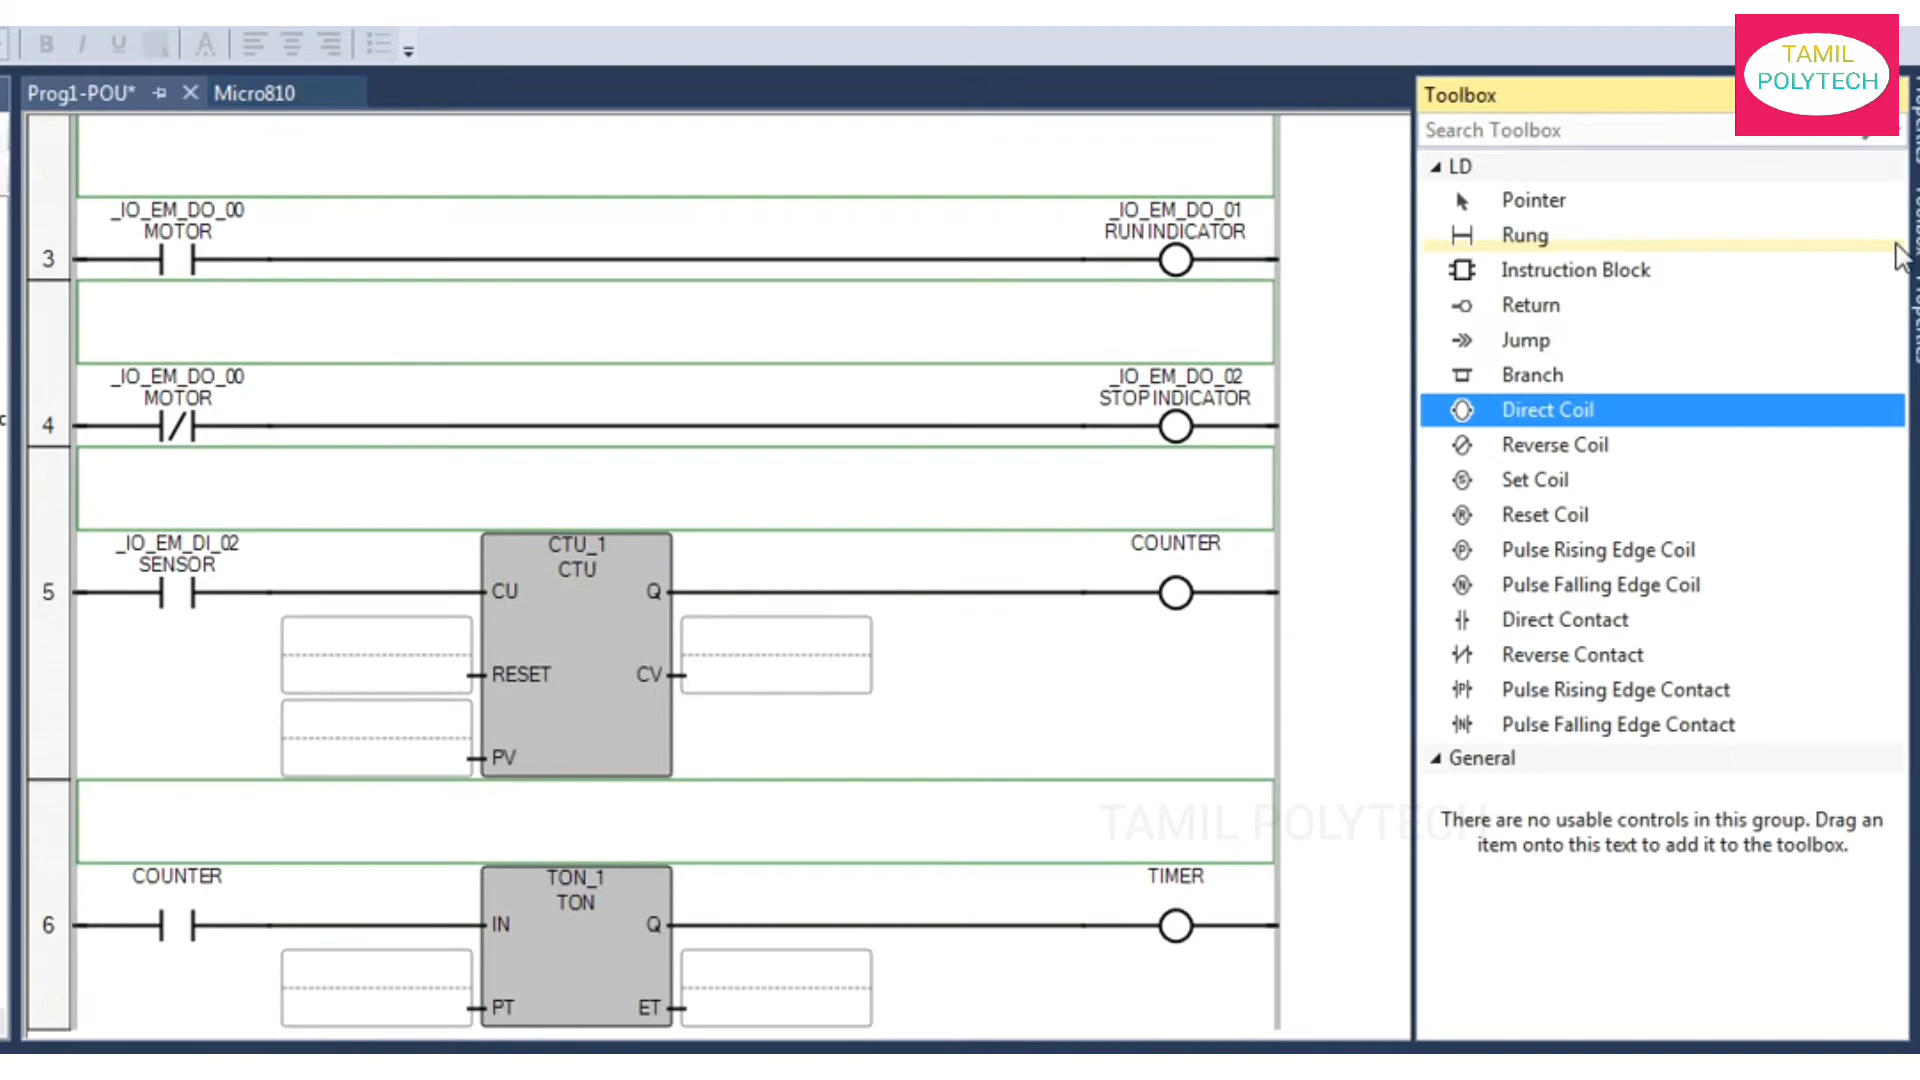 B I U A
TAMIL
POLYTECH
Prog1-POU* Micro810
Toolbox
Search Toolbox
LD
Pointer
Rung
Instruction Block
Return
Jump
Branch
Direct Coil
Reverse Coil
Set Coil
Reset Coil
Pulse Rising Edge Coil
Pulse Falling Edge Coil
Direct Contact
Reverse Contact
Pulse Rising Edge Contact
Pulse Falling Edge Contact
General
There are no usable controls in this group. Drag an
item onto this text to add it to the toolbox.
_IO_EM_DO_00
MOTOR
_IO_EM_DO_01
RUN INDICATOR
3
_IO_EM_DO_00
MOTOR
_IO_EM_DO_02
STOP INDICATOR
4
_IO_EM_DI_02
SENSOR
CTU_1
CTU
COUNTER
5
CU Q
RESET CV
PV
TAMIL POLYTECH
COUNTER
TON_1
TON
TIMER
6
IN Q
PT ET